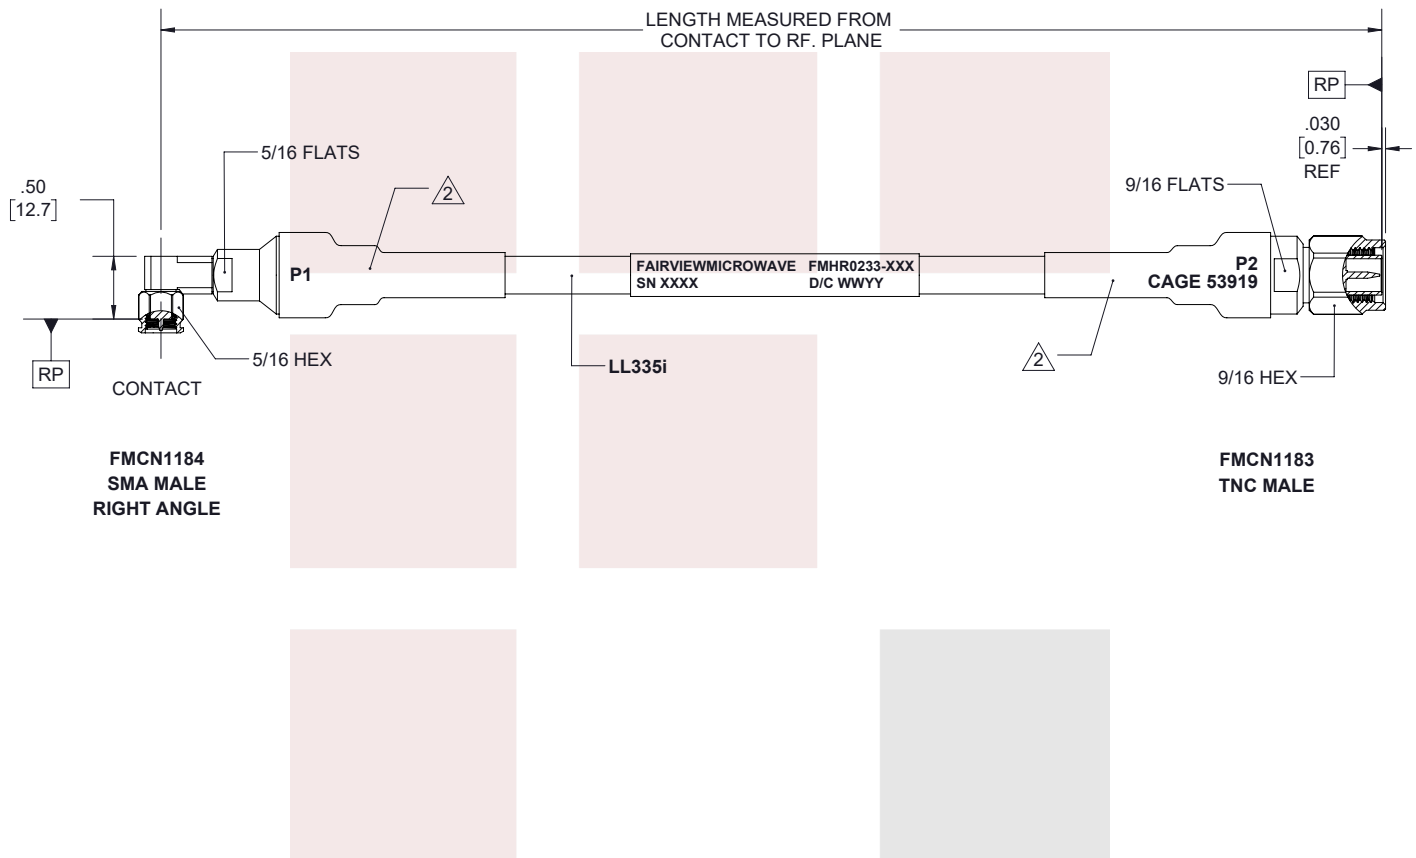 LENGTH MEASURED FROM
CONTACT TO RF. PLANE
RP
.030
[0.76]
REF
5/16 FLATS
2
9/16 FLATS
.50
[12.7]
P1
FAIRVIEWMICROWAVE FMHR0233-XXX
SN XXXX D/C WWYY
P2
CAGE 53919
RP
5/16 HEX
LL335i
2
9/16 HEX
CONTACT
FMCN1184
SMA MALE
RIGHT ANGLE
FMCN1183
TNC MALE